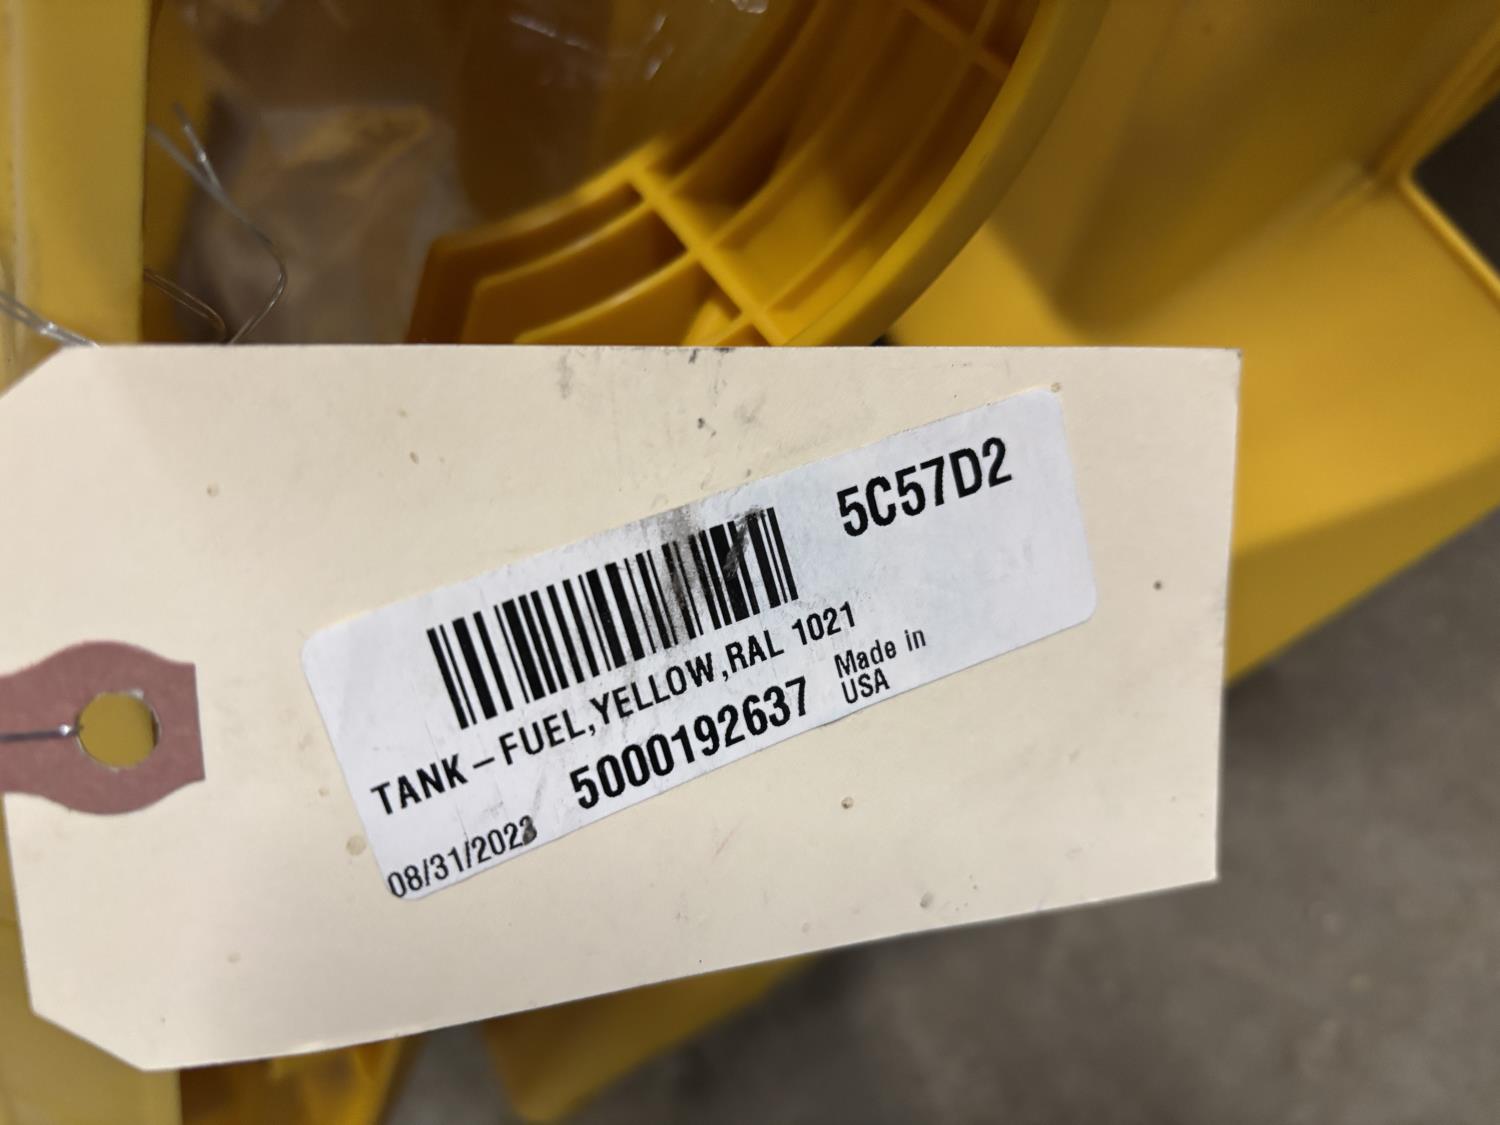 5C57D2
TANK-FUEL,YELLOW,RAL 1021
5000192637
Made in
USA
08/31/2023